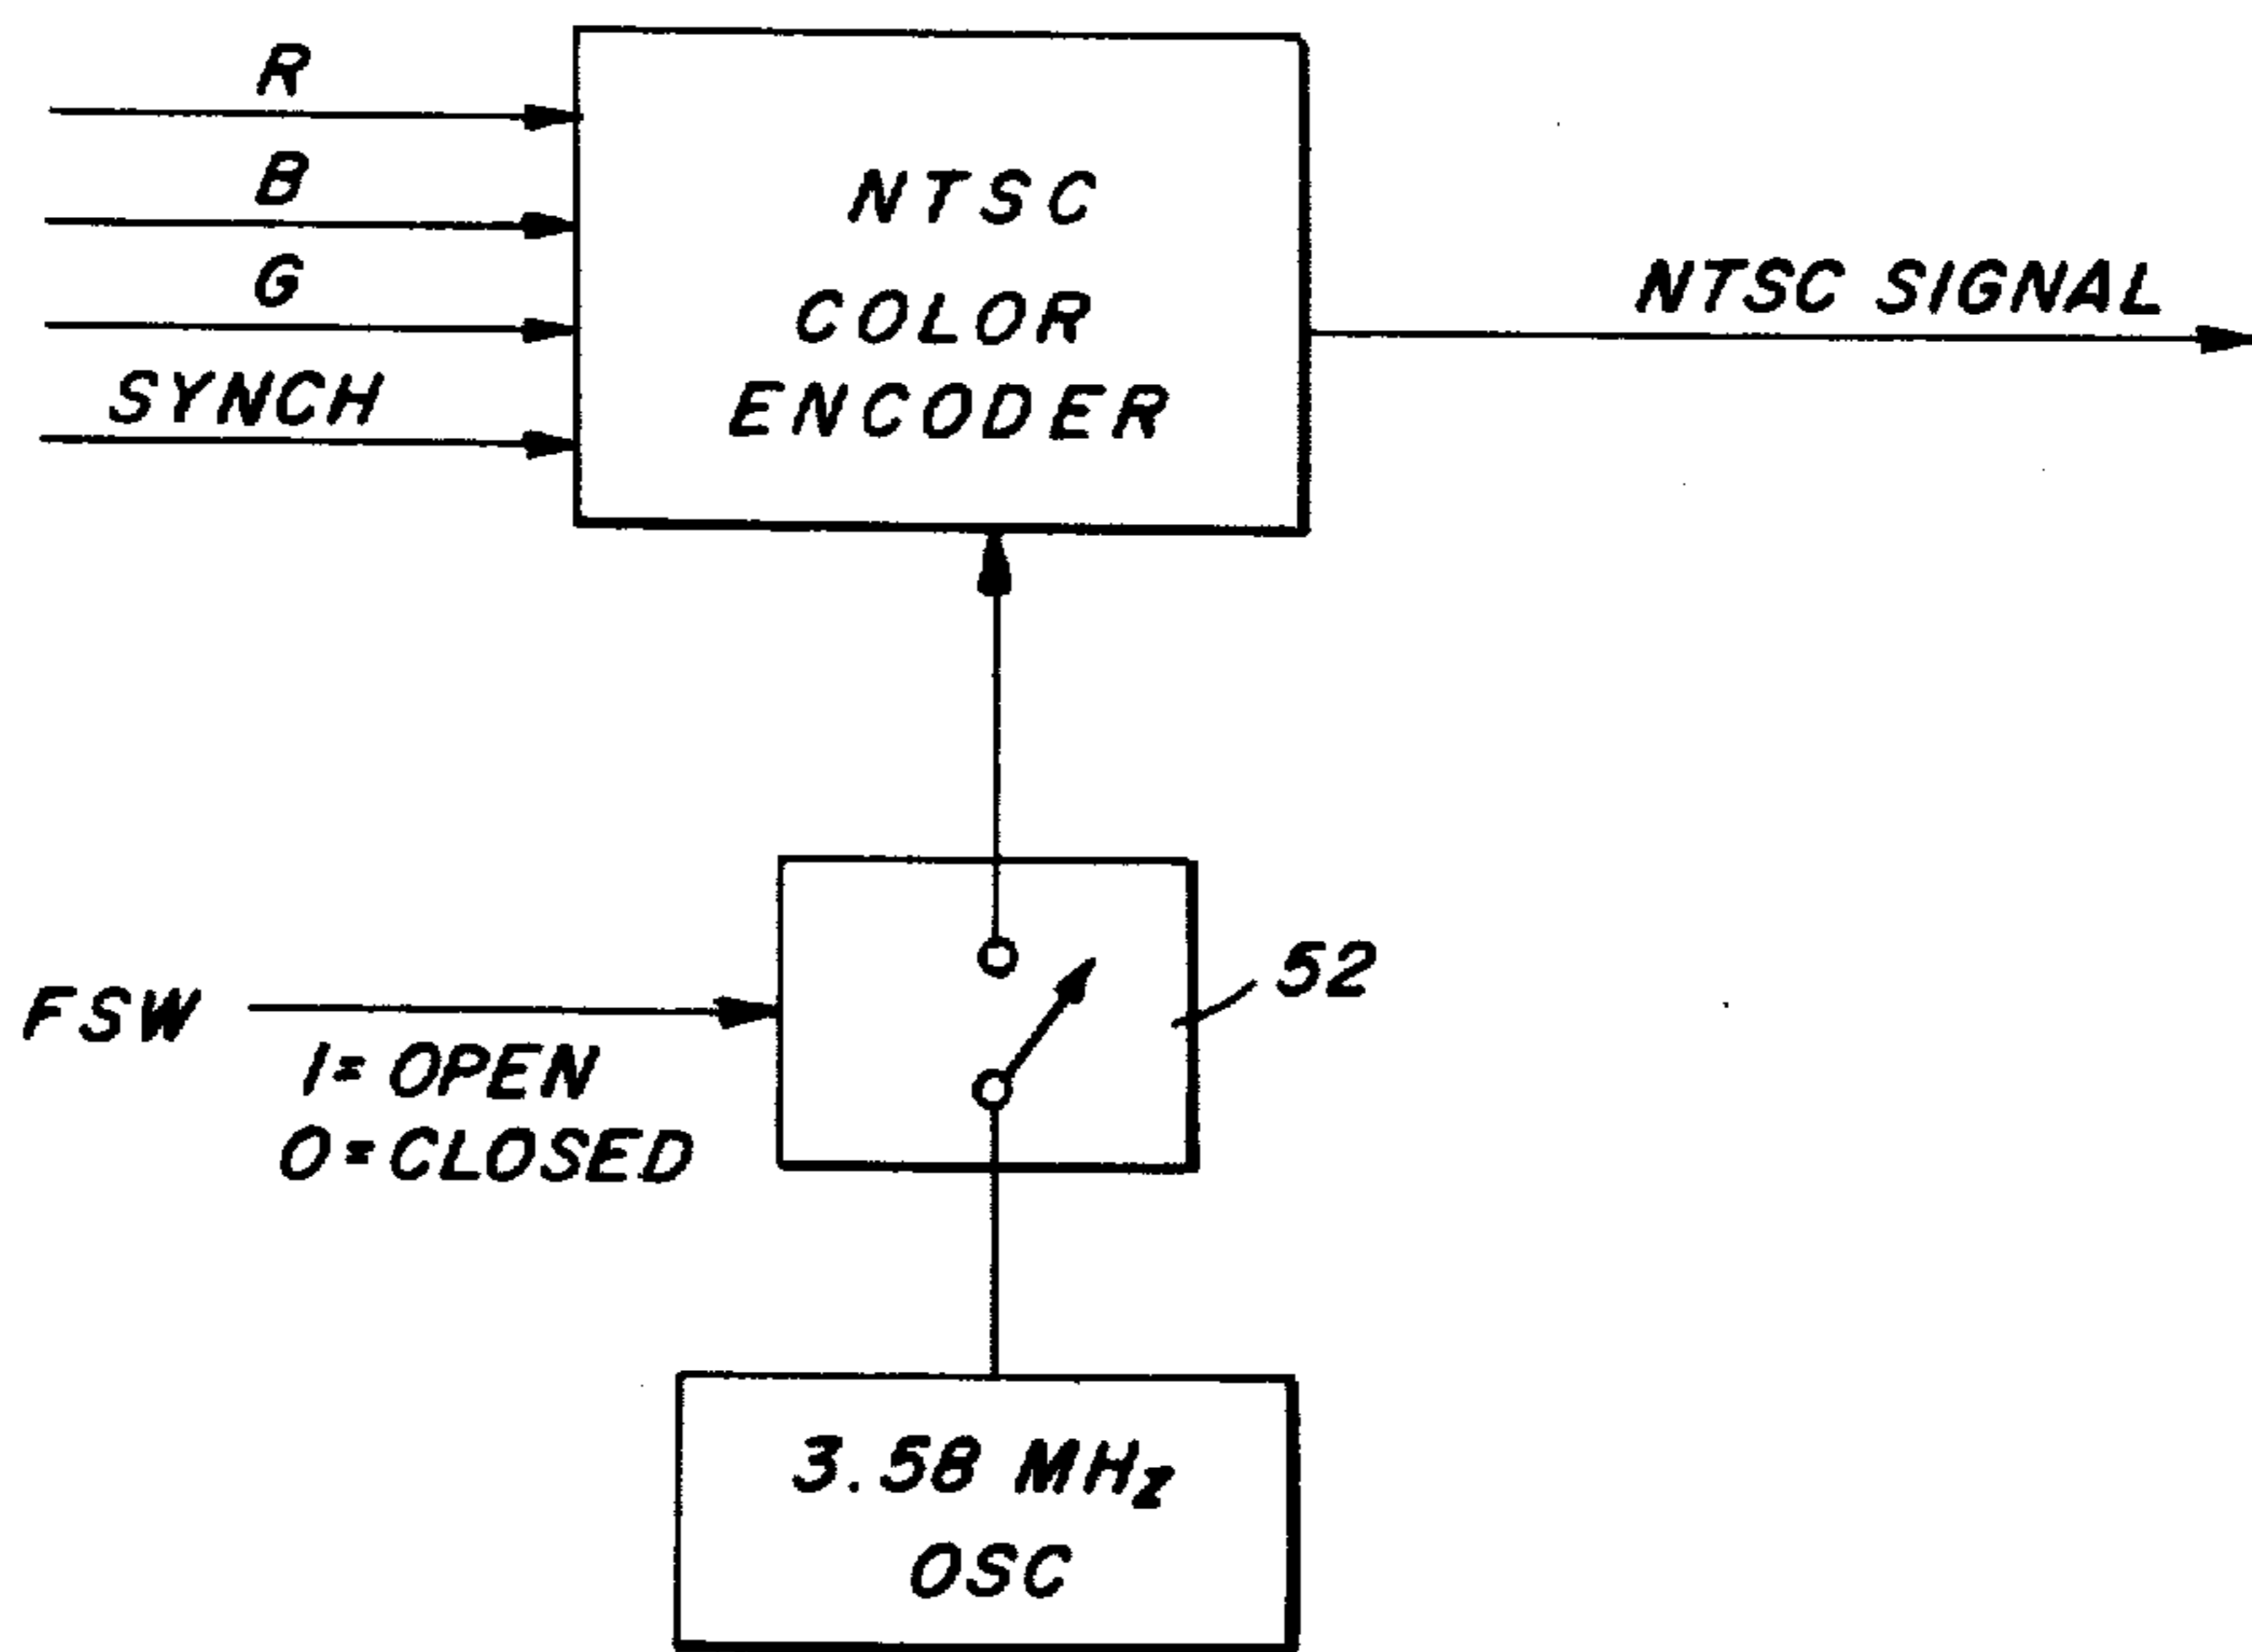 R
B
G
SYNCH
NTSC
COLOR
ENCODER
NTSC SIGNAL
FSW
1=OPEN
0=CLOSED
52
3.58 MHz
OSC